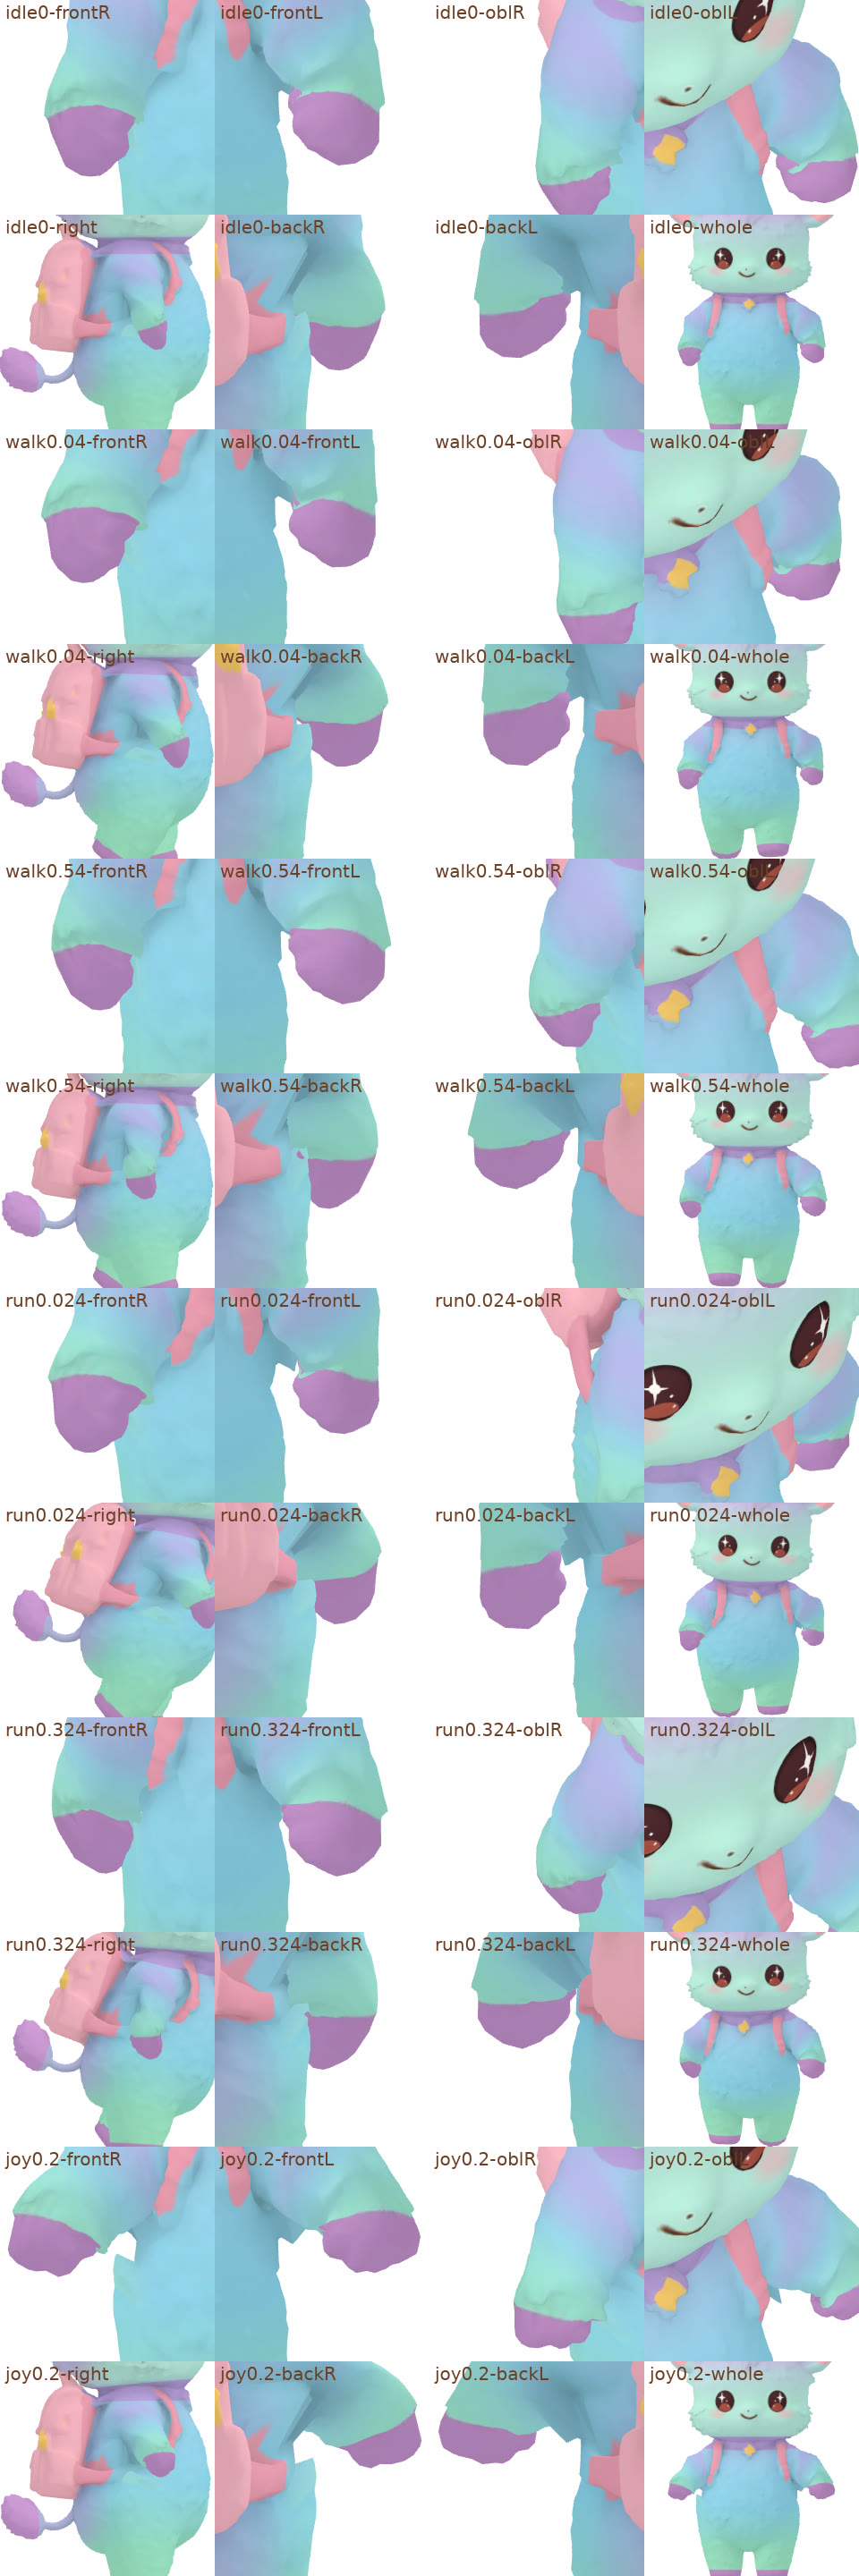 idle0-frontR
idle0-frontL
idle0-oblR
idle0-oblL
idle0-right
idle0-backR
idle0-backL
idle0-whole
walk0.04-frontR
walk0.04-frontL
walk0.04-oblR
walk0.04-oblL
walk0.04-right
walk0.04-backR
walk0.04-backL
walk0.04-whole
walk0.54-frontR
walk0.54-frontL
walk0.54-oblR
walk0.54-oblL
walk0.54-right
walk0.54-backR
walk0.54-backL
walk0.54-whole
run0.024-frontR
run0.024-frontL
run0.024-oblR
run0.024-oblL
run0.024-right
run0.024-backR
run0.024-backL
run0.024-whole
run0.324-frontR
run0.324-frontL
run0.324-oblR
run0.324-oblL
run0.324-right
run0.324-backR
run0.324-backL
run0.324-whole
joy0.2-frontR
joy0.2-frontL
joy0.2-oblR
joy0.2-oblL
joy0.2-right
joy0.2-backR
joy0.2-backL
joy0.2-whole